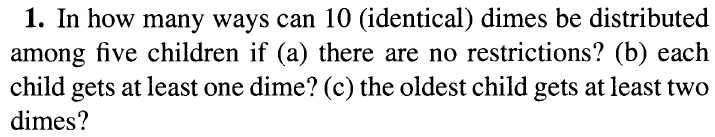 1. In how many ways can 10 (identical) dimes be distributed
among five children if (a) there are no restrictions? (b) each
child gets at least one dime? (c) the oldest child gets at least two
dimes?